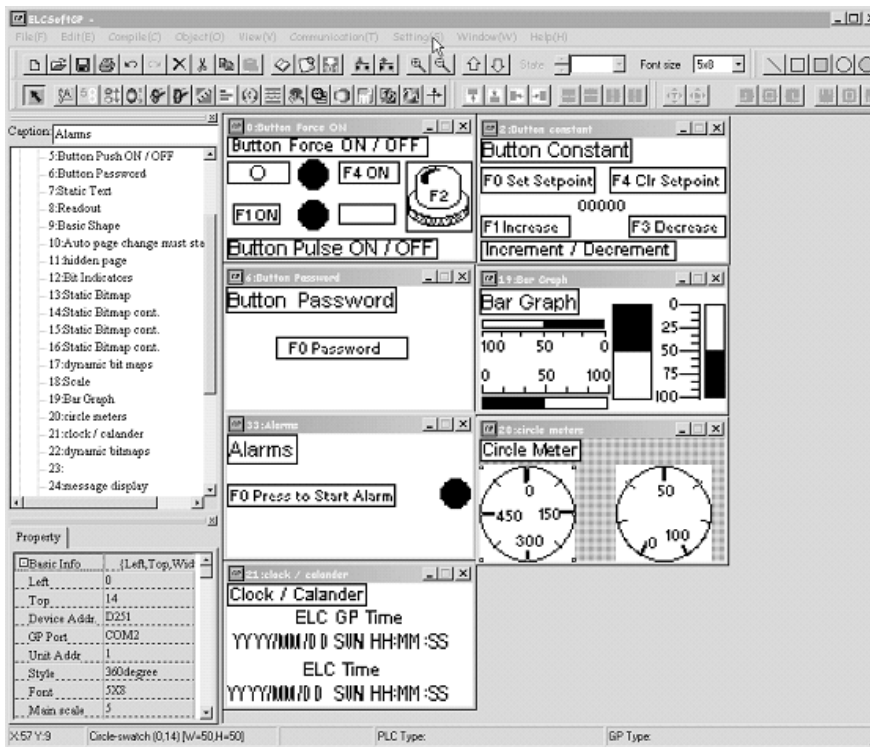 ELCSoftGP -
File(F) Edit(E) Compile(C) Object(O) View(V) Communication(T) Setting(S) Window(W) Help(H)
State Font size 5x8
Caption: Alarms
5:Button Push ON / OFF
6:Button Password
7:Static Text
8:Readout
9:Basic Shape
10:Auto page change must sta
11:hidden page
12:Bit Indicators
13:Static Bitmap
14:Static Bitmap cont.
15:Static Bitmap cont.
16:Static Bitmap cont.
17:dynamic bit maps
18:Scale
19:Bar Graph
20:circle meters
21:clock / calander
22:dynamic bitmaps
23:
24:message display
Property
Basic Info {Left,Top,Wid
Left 0
Top 14
Device Addr. D251
GP Port COM2
Unit Addr 1
Style 360degree
Font 5X8
Main scale 5
0:Button Force ON
Button Force ON / OFF
F4 ON
F2
F1 ON
Button Pulse ON / OFF
2:Button constant
Button Constant
F0 Set Setpoint F4 Clr Setpoint
00000
F1 Increase F3 Decrease
Increment / Decrement
6:Button Password
Button Password
F0 Password
19:Bar Graph
Bar Graph
100 50 0
0 50 100
0
25
50
75
100
33:Alarms
Alarms
F0 Press to Start Alarm
20:circle meters
Circle Meter
0
450 150
300
50
0 100
21:clock / calander
Clock / Calander
ELC GP Time
YYYY/MM/DD SUN HH:MM:SS
ELC Time
YYYY/MM/DD SUN HH:MM:SS
X:57 Y:9 Circle-swatch (0,14) [W=50,H=50] PLC Type: GP Type: